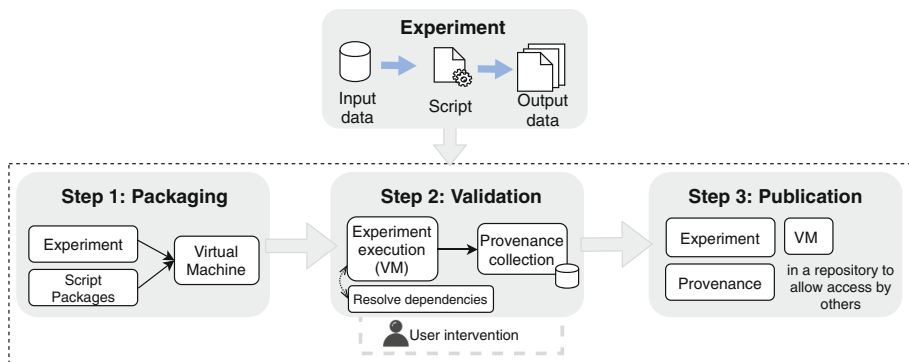 Experiment
Input
data
Script
Output
data
Step 1: Packaging
Experiment
Script
Packages
Virtual
Machine
Step 2: Validation
Experiment
execution
(VM)
Provenance
collection
Resolve dependencies
User intervention
Step 3: Publication
Experiment
VM
Provenance
in a repository to
allow access by
others